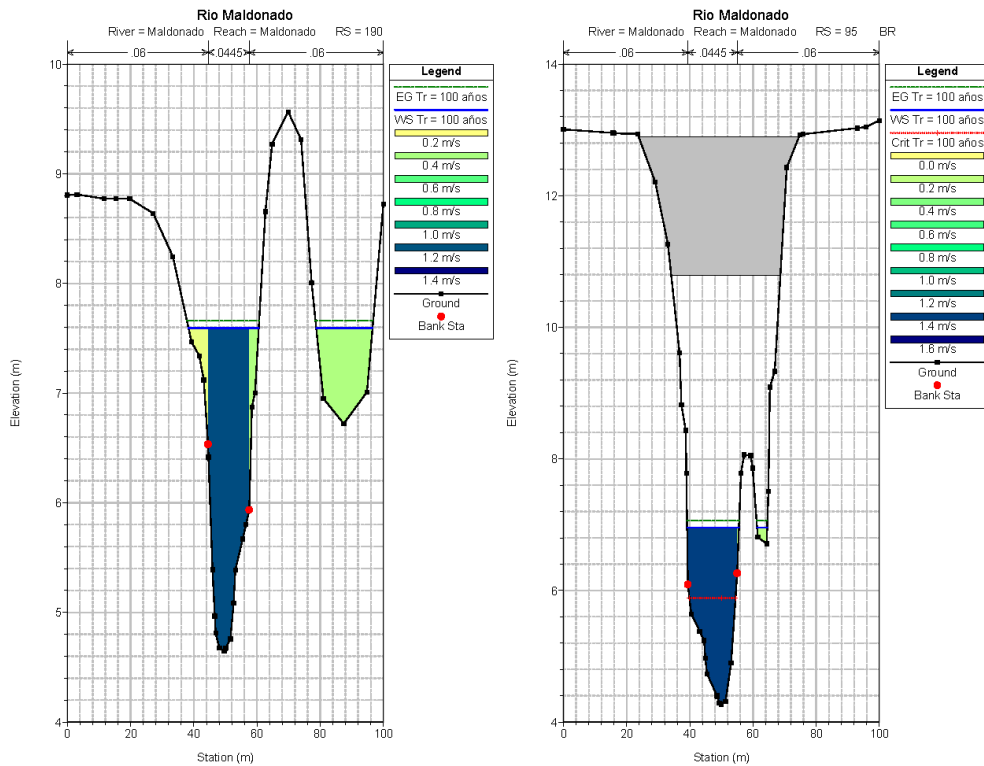 Rio Maldonado
River = Maldonado Reach = Maldonado RS = 190
.06 .0445 .06
10
9
8
7
6
5
4
0 20 40 60 80 100
Station (m)
Elevation (m)
Legend
EG Tr = 100 años
WS Tr = 100 años
0.2 m/s
0.4 m/s
0.6 m/s
0.8 m/s
1.0 m/s
1.2 m/s
1.4 m/s
Ground
Bank Sta
Rio Maldonado
River = Maldonado Reach = Maldonado RS = 95 BR
.06 .0445 .06
14
12
10
8
6
4
0 20 40 60 80 100
Station (m)
Elevation (m)
Legend
EG Tr = 100 años
WS Tr = 100 años
Crit Tr = 100 años
0.0 m/s
0.2 m/s
0.4 m/s
0.6 m/s
0.8 m/s
1.0 m/s
1.2 m/s
1.4 m/s
1.6 m/s
Ground
Bank Sta